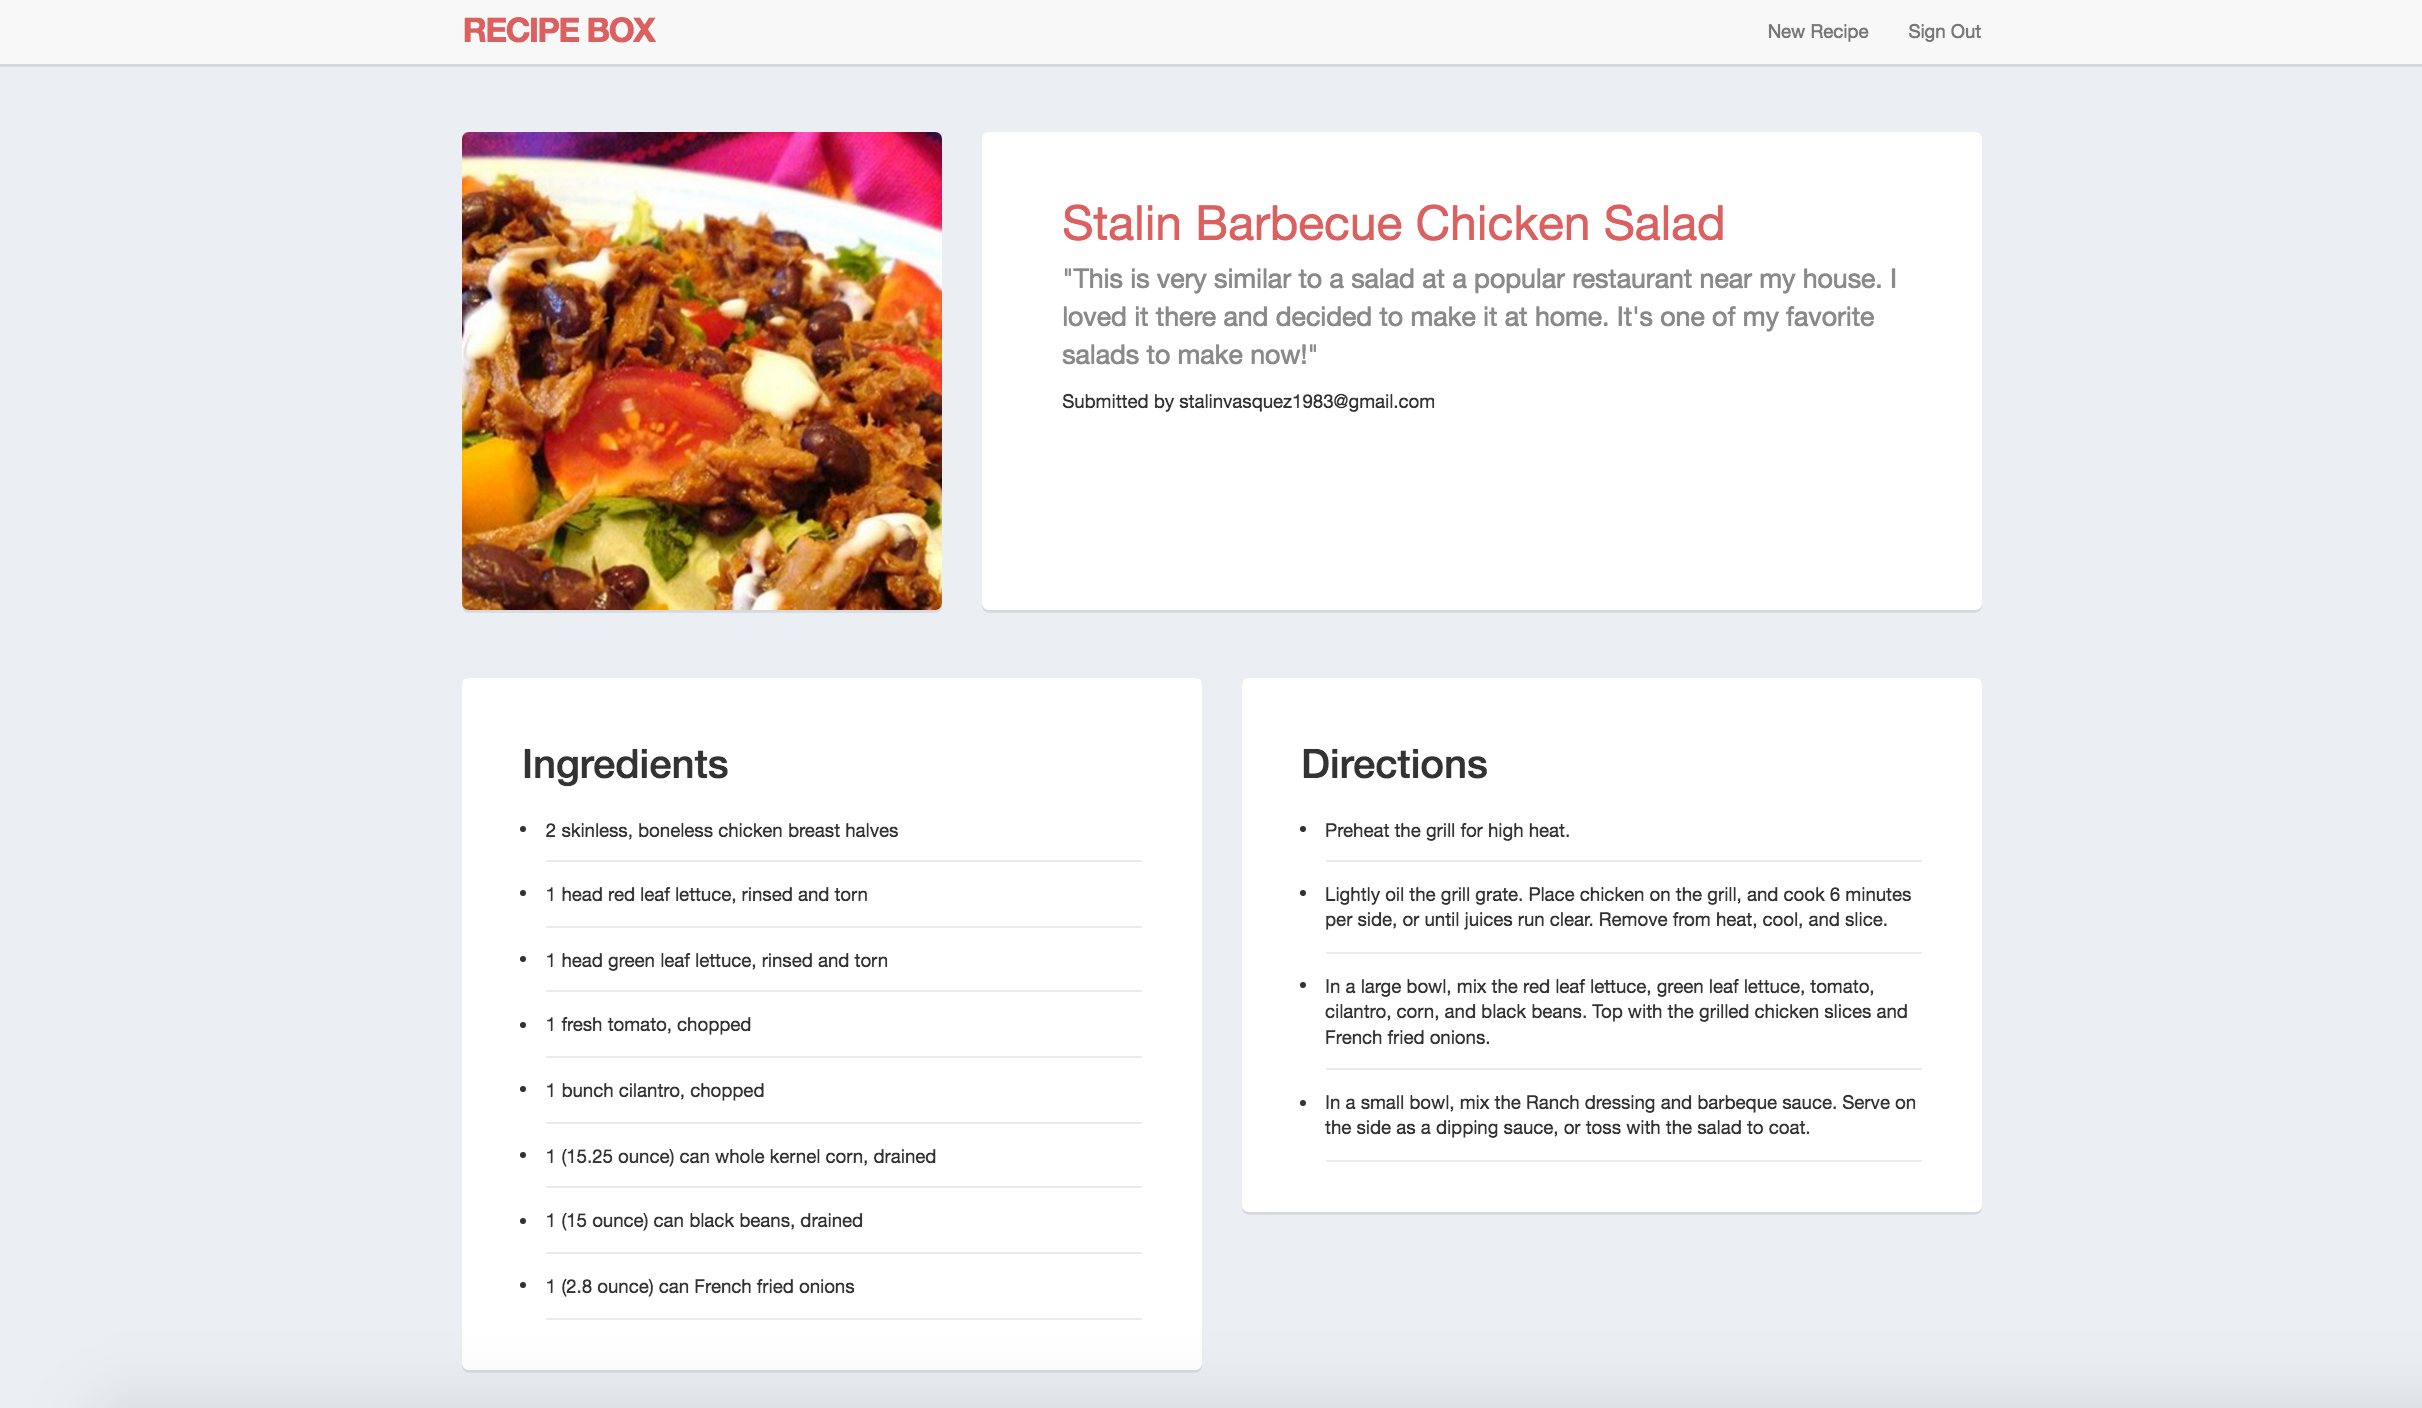 RECIPE BOX
New Recipe
Sign Out
Stalin Barbecue Chicken Salad
"This is very similar to a salad at a popular restaurant near my house. I
loved it there and decided to make it at home. It's one of my favorite
salads to make now!"
Submitted by stalinvasquez1983@gmail.com
Ingredients
• 2 skinless, boneless chicken breast halves
• 1 head red leaf lettuce, rinsed and torn
• 1 head green leaf lettuce, rinsed and torn
• 1 fresh tomato, chopped
• 1 bunch cilantro, chopped
• 1 (15.25 ounce) can whole kernel corn, drained
• 1 (15 ounce) can black beans, drained
• 1 (2.8 ounce) can French fried onions
Directions
• Preheat the grill for high heat.
• Lightly oil the grill grate. Place chicken on the grill, and cook 6 minutes
per side, or until juices run clear. Remove from heat, cool, and slice.
• In a large bowl, mix the red leaf lettuce, green leaf lettuce, tomato,
cilantro, corn, and black beans. Top with the grilled chicken slices and
French fried onions.
• In a small bowl, mix the Ranch dressing and barbeque sauce. Serve on
the side as a dipping sauce, or toss with the salad to coat.